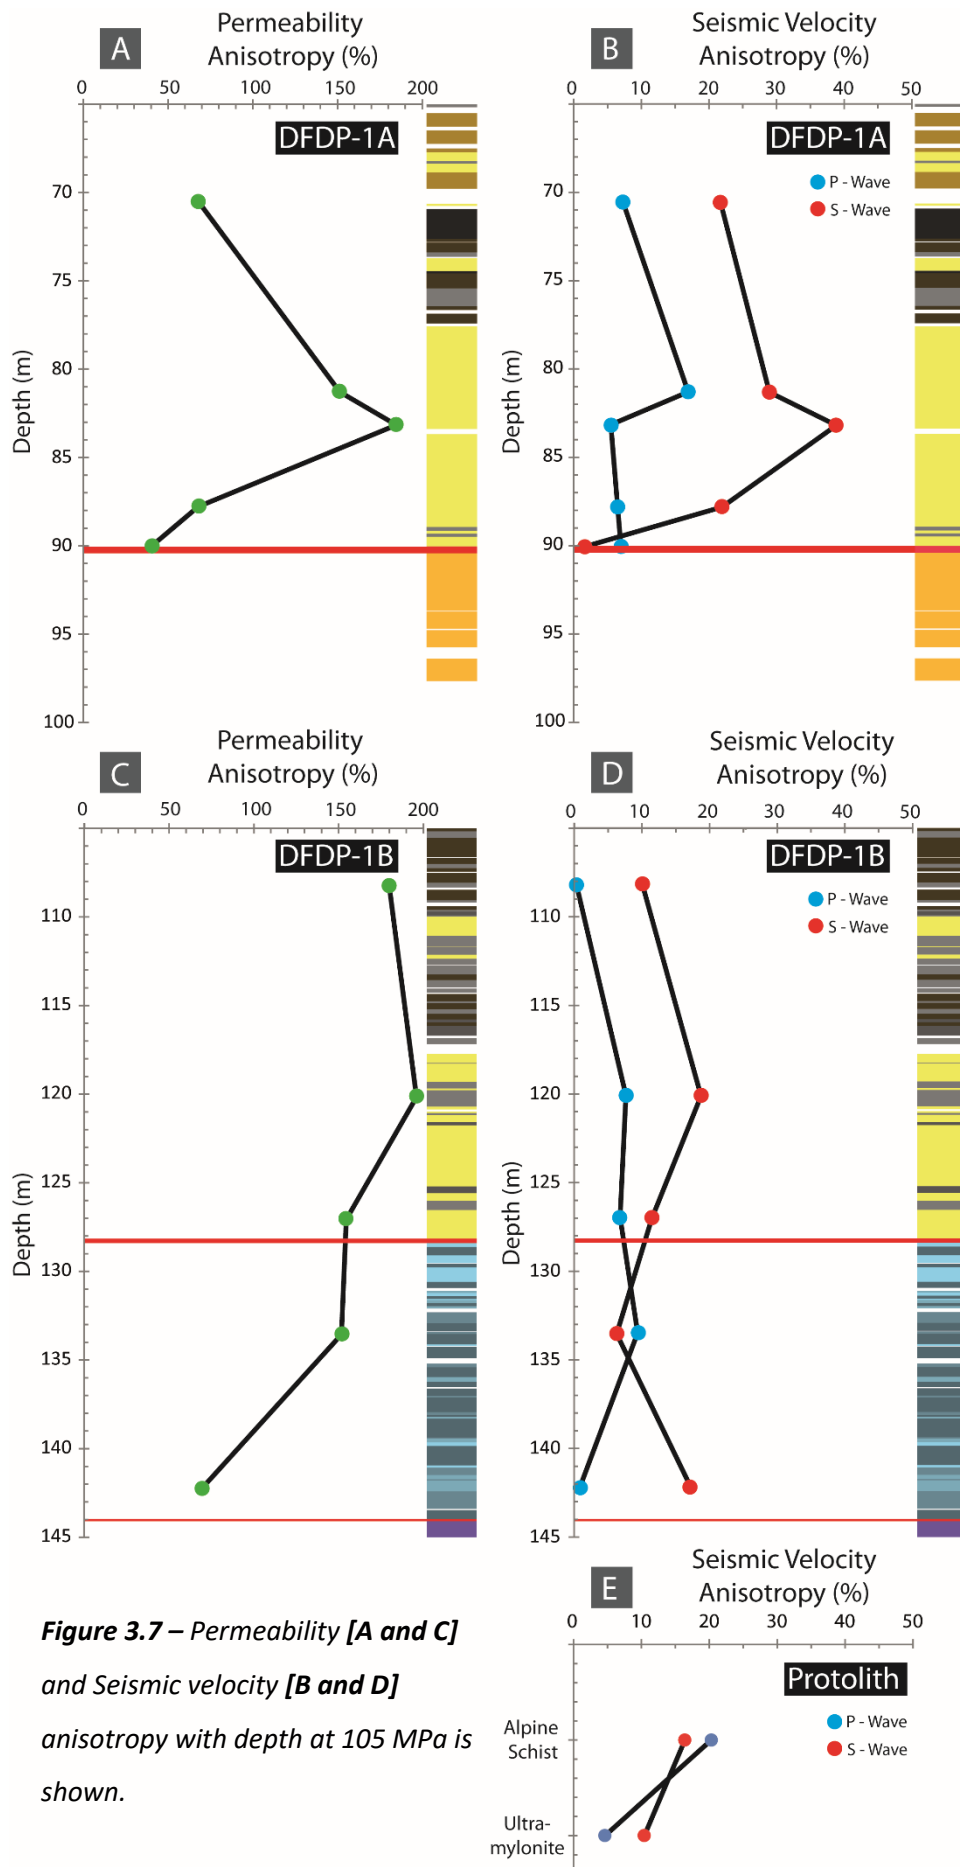 A
Permeability
Anisotropy (%)
0 50 100 150 200
DFDP-1A
Depth (m)
70
75
80
85
90
95
100
B
Seismic Velocity
Anisotropy (%)
0 10 20 30 40 50
DFDP-1A
P - Wave
S - Wave
Depth (m)
70
75
80
85
90
95
100
C
Permeability
Anisotropy (%)
0 50 100 150 200
DFDP-1B
Depth (m)
110
115
120
125
130
135
140
145
D
Seismic Velocity
Anisotropy (%)
0 10 20 30 40 50
DFDP-1B
P - Wave
S - Wave
Depth (m)
110
115
120
125
130
135
140
145
E
Seismic Velocity
Anisotropy (%)
0 10 20 30 40 50
Protolith
P - Wave
S - Wave
Alpine
Schist
Ultra-
mylonite
Figure 3.7 – Permeability [A and C]
and Seismic velocity [B and D]
anisotropy with depth at 105 MPa is
shown.